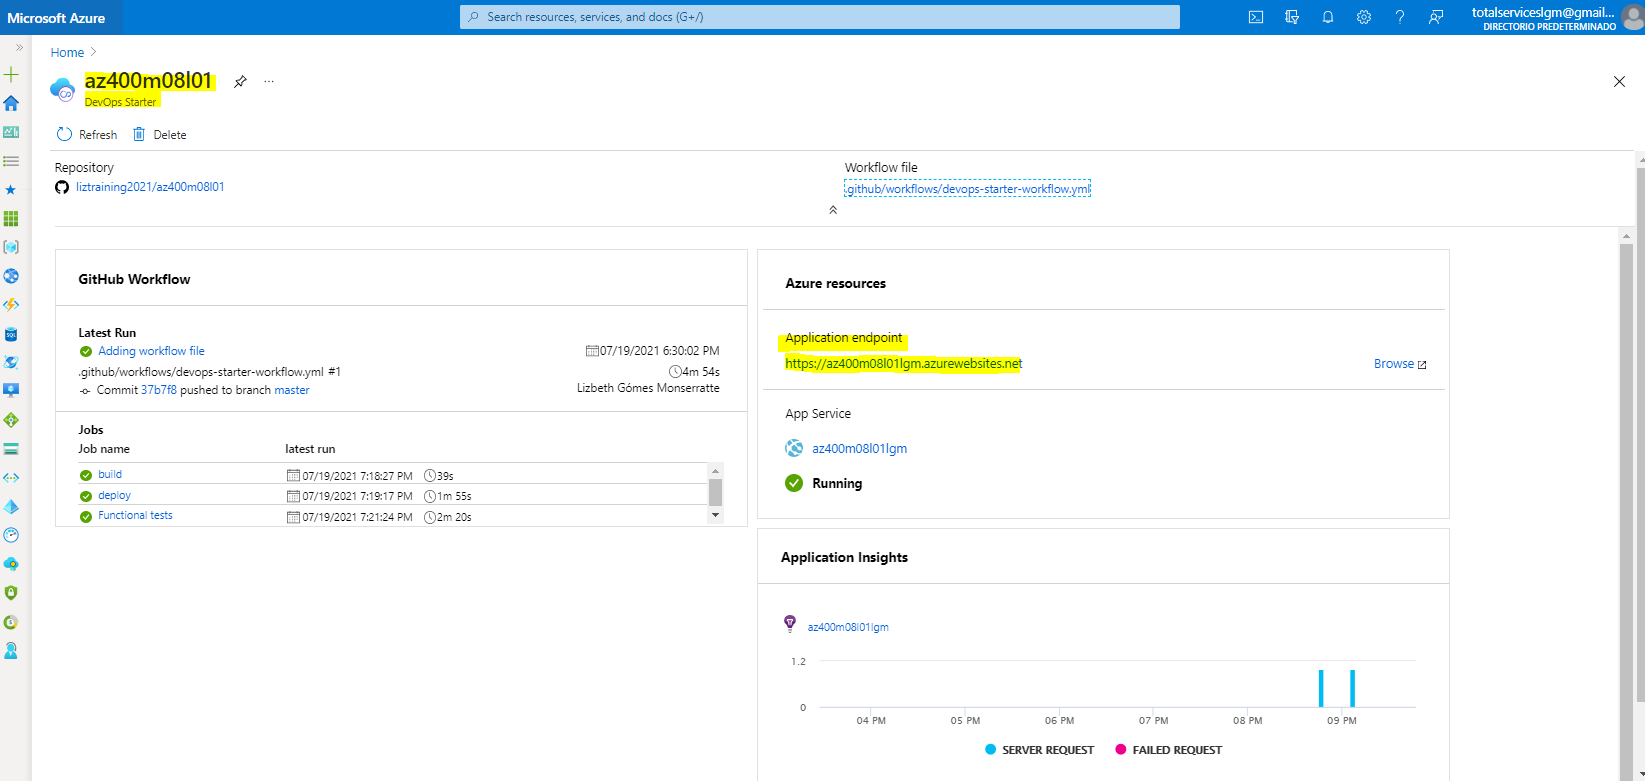 Microsoft Azure
Search resources, services, and docs (G+/)
totalserviceslgm@gmail...
DIRECTORIO PREDETERMINADO
Home
az400m08l01
DevOps Starter
Refresh
Delete
Repository
liztraining2021/az400m08l01
Workflow file
.github/workflows/devops-starter-workflow.yml
GitHub Workflow
Latest Run
Adding workflow file
07/19/2021 6:30:02 PM
.github/workflows/devops-starter-workflow.yml #1
4m 54s
Commit 37b7f8 pushed to branch master
Lizbeth Gómes Monserratte
Jobs
Job name latest run
build 07/19/2021 7:18:27 PM 39s
deploy 07/19/2021 7:19:17 PM 1m 55s
Functional tests 07/19/2021 7:21:24 PM 2m 20s
Azure resources
Application endpoint
https://az400m08l01lgm.azurewebsites.net
Browse
App Service
az400m08l01lgm
Running
Application Insights
az400m08l01lgm
1.2
0
04 PM 05 PM 06 PM 07 PM 08 PM 09 PM
SERVER REQUEST FAILED REQUEST